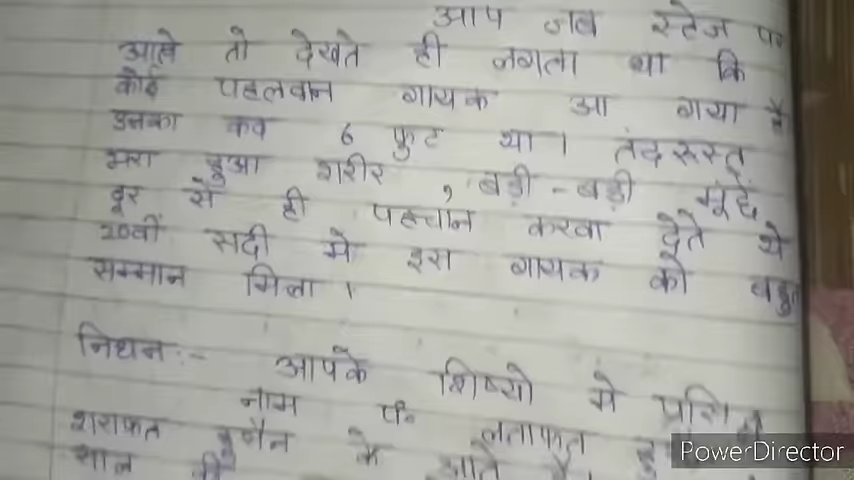 आप जब स्टेज पर
आते तो देखते ही लगता था कि
कोई पहलवान गायक आ गया है
उनका कद 6 फुट था। तंदरुस्त,
भरा हुआ शरीर, बड़ी-बड़ी मूंछे
दूर से ही पहचान करवा देते थे
20वीं सदी मे इस गायक को बहुत
सम्मान मिला।
निधन:- आपके शिष्यो मे
नाम पं० लताफत
शराफत हुसैन के आते
PowerDirector